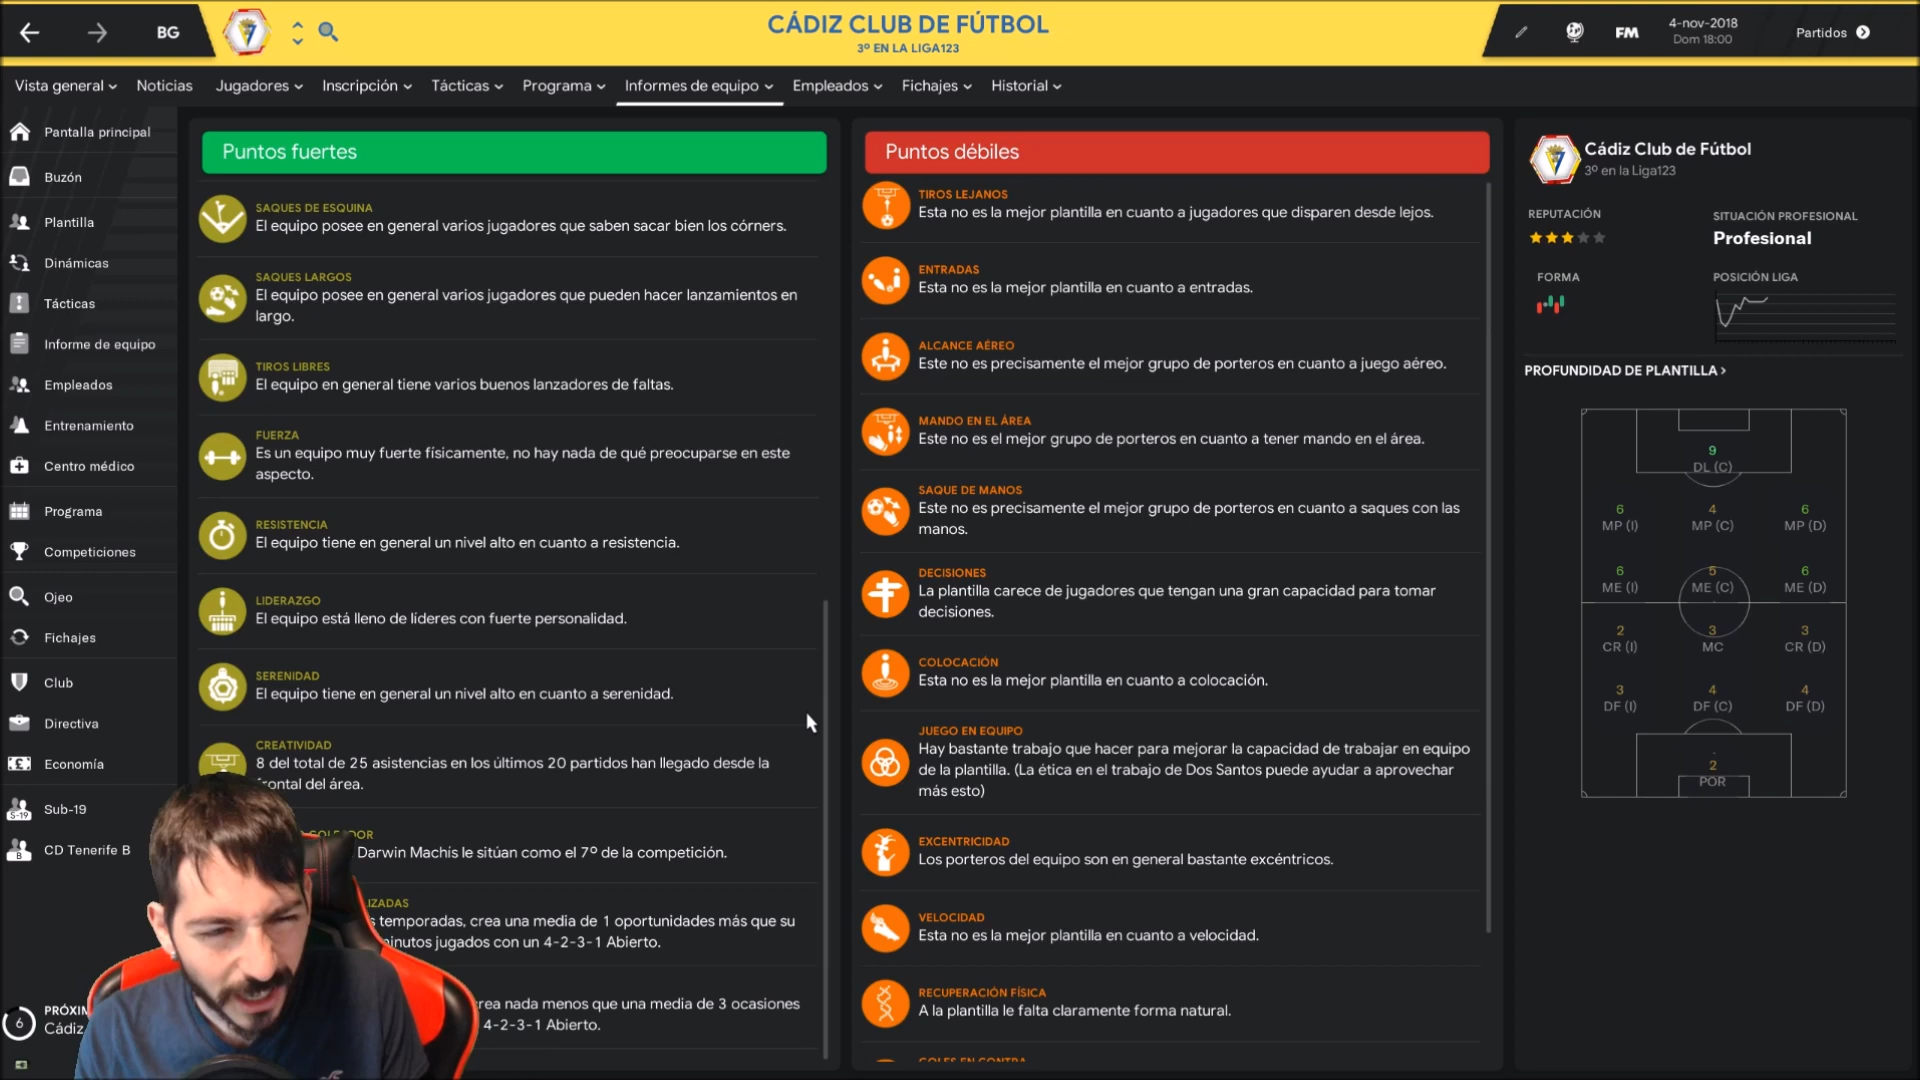 BG
CÁDIZ CLUB DE FÚTBOL
3º EN LA LIGA123
FM
4-nov-2018
Dom 18:00
Partidos
Vista general
Noticias
Jugadores
Inscripción
Tácticas
Programa
Informes de equipo
Empleados
Fichajes
Historial
Pantalla principal
Buzón
Plantilla
Dinámicas
Tácticas
Informe de equipo
Empleados
Entrenamiento
Centro médico
Programa
Competiciones
Ojeo
Fichajes
Club
Directiva
Economía
S-19
Sub-19
B
CD Tenerife B
6
Cádiz
Puntos fuertes
SAQUES DE ESQUINA
El equipo posee en general varios jugadores que saben sacar bien los córners.
SAQUES LARGOS
El equipo posee en general varios jugadores que pueden hacer lanzamientos en
largo.
TIROS LIBRES
El equipo en general tiene varios buenos lanzadores de faltas.
FUERZA
Es un equipo muy fuerte físicamente, no hay nada de qué preocuparse en este
aspecto.
RESISTENCIA
El equipo tiene en general un nivel alto en cuanto a resistencia.
LIDERAZGO
El equipo está lleno de líderes con fuerte personalidad.
SERENIDAD
El equipo tiene en general un nivel alto en cuanto a serenidad.
CREATIVIDAD
8 del total de 25 asistencias en los últimos 20 partidos han llegado desde la
frontal del área.
Darwin Machís le sitúan como el 7º de la competición.
temporadas, crea una media de 1 oportunidades más que su
minutos jugados con un 4-2-3-1 Abierto.
crea nada menos que una media de 3 ocasiones
4-2-3-1 Abierto.
Puntos débiles
TIROS LEJANOS
Esta no es la mejor plantilla en cuanto a jugadores que disparen desde lejos.
ENTRADAS
Esta no es la mejor plantilla en cuanto a entradas.
ALCANCE AÉREO
Este no es precisamente el mejor grupo de porteros en cuanto a juego aéreo.
MANDO EN EL ÁREA
Este no es el mejor grupo de porteros en cuanto a tener mando en el área.
SAQUE DE MANOS
Este no es precisamente el mejor grupo de porteros en cuanto a saques con las
manos.
DECISIONES
La plantilla carece de jugadores que tengan una gran capacidad para tomar
decisiones.
COLOCACIÓN
Esta no es la mejor plantilla en cuanto a colocación.
JUEGO EN EQUIPO
Hay bastante trabajo que hacer para mejorar la capacidad de trabajar en equipo
de la plantilla. (La ética en el trabajo de Dos Santos puede ayudar a aprovechar
más esto)
EXCENTRICIDAD
Los porteros del equipo son en general bastante excéntricos.
VELOCIDAD
Esta no es la mejor plantilla en cuanto a velocidad.
RECUPERACIÓN FÍSICA
A la plantilla le falta claramente forma natural.
GOLES EN CONTRA
Cádiz Club de Fútbol
3º en la Liga123
REPUTACIÓN
SITUACIÓN PROFESIONAL
Profesional
FORMA
POSICIÓN LIGA
PROFUNDIDAD DE PLANTILLA >
9
DL (C)
6 4 6
MP (I) MP (C) MP (D)
6 5 6
ME (I) ME (C) ME (D)
2 3 3
CR (I) MC CR (D)
3 4 4
DF (I) DF (C) DF (D)
2
POR